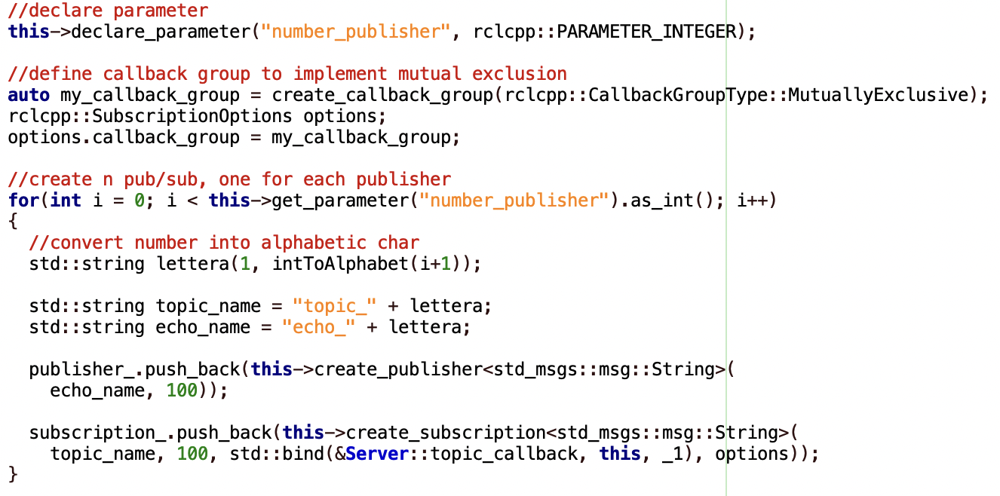 //declare parameter
this->declare_parameter("number_publisher", rclcpp::PARAMETER_INTEGER);

//define callback group to implement mutual exclusion
auto my_callback_group = create_callback_group(rclcpp::CallbackGroupType::MutuallyExclusive);
rclcpp::SubscriptionOptions options;
options.callback_group = my_callback_group;

//create n pub/sub, one for each publisher
for(int i = 0; i < this->get_parameter("number_publisher").as_int(); i++)
{
  //convert number into alphabetic char
  std::string lettera(1, intToAlphabet(i+1));

  std::string topic_name = "topic_" + lettera;
  std::string echo_name = "echo_" + lettera;

  publisher_.push_back(this->create_publisher<std_msgs::msg::String>(
    echo_name, 100));

  subscription_.push_back(this->create_subscription<std_msgs::msg::String>(
    topic_name, 100, std::bind(&Server::topic_callback, this, _1), options));
}